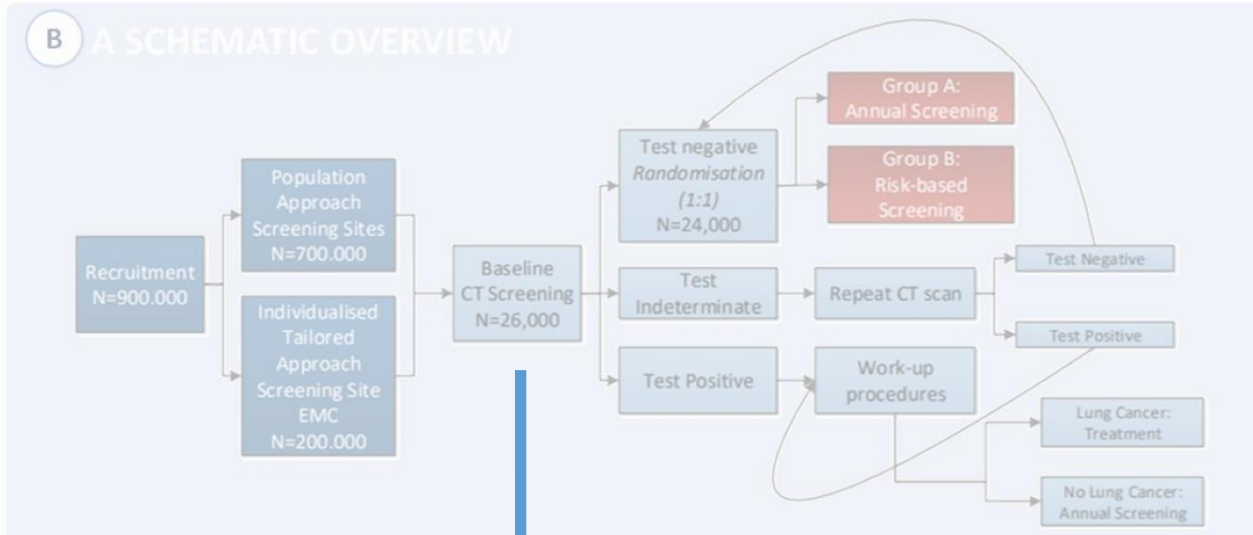 B A SCHEMATIC OVERVIEW
Recruitment
N=900.000
Population
Approach
Screening Sites
N=700.000
Individualised
Tailored
Approach
Screening Site
EMC
N=200.000
Baseline
CT Screening
N=26,000
Test negative
Randomisation
(1:1)
N=24,000
Group A:
Annual Screening
Group B:
Risk-based
Screening
Test
Indeterminate
Repeat CT scan
Test Negative
Test Positive
Test Positive
Work-up
procedures
Lung Cancer:
Treatment
No Lung Cancer:
Annual Screening